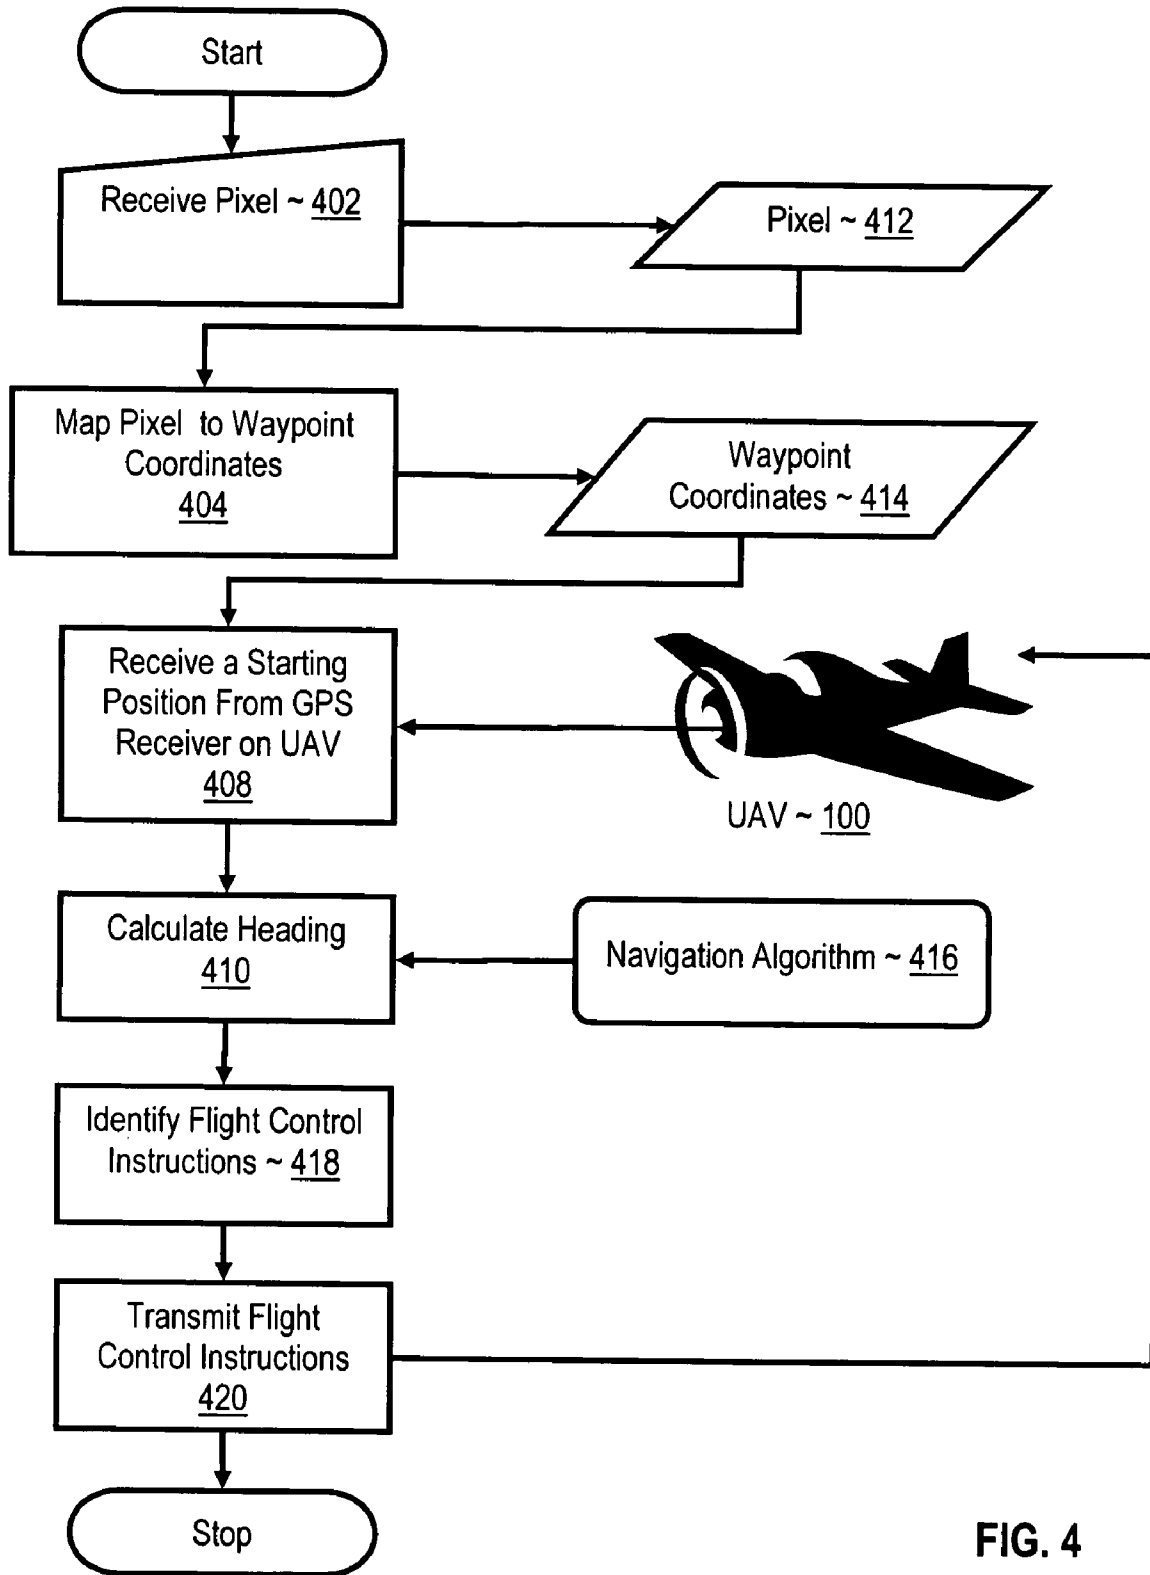 Start
Receive Pixel ~ 402
Pixel ~ 412
Map Pixel to Waypoint
Coordinates
404
Waypoint
Coordinates ~ 414
Receive a Starting
Position From GPS
Receiver on UAV
408
UAV ~ 100
Calculate Heading
410
Navigation Algorithm ~ 416
Identify Flight Control
Instructions ~ 418
Transmit Flight
Control Instructions
420
Stop
FIG. 4